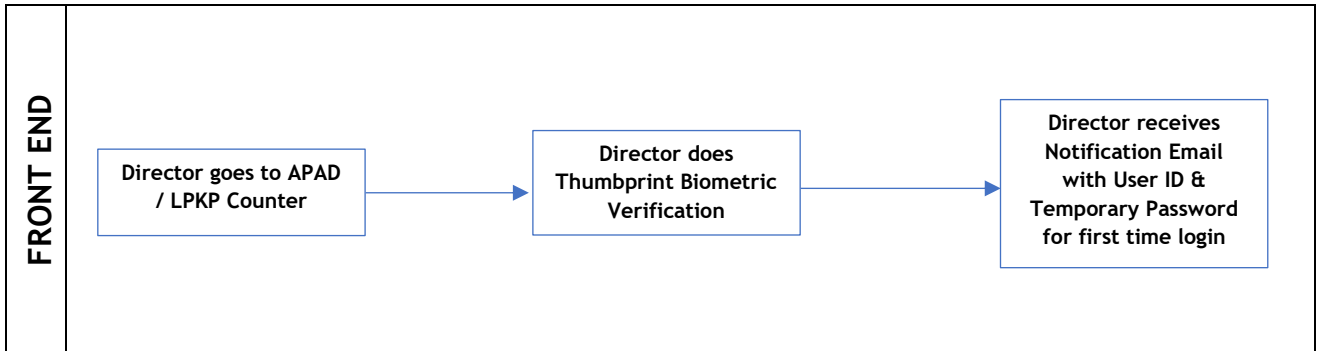 FRONT END
Director goes to APAD
/ LPKP Counter
Director does
Thumbprint Biometric
Verification
Director receives
Notification Email
with User ID &
Temporary Password
for first time login